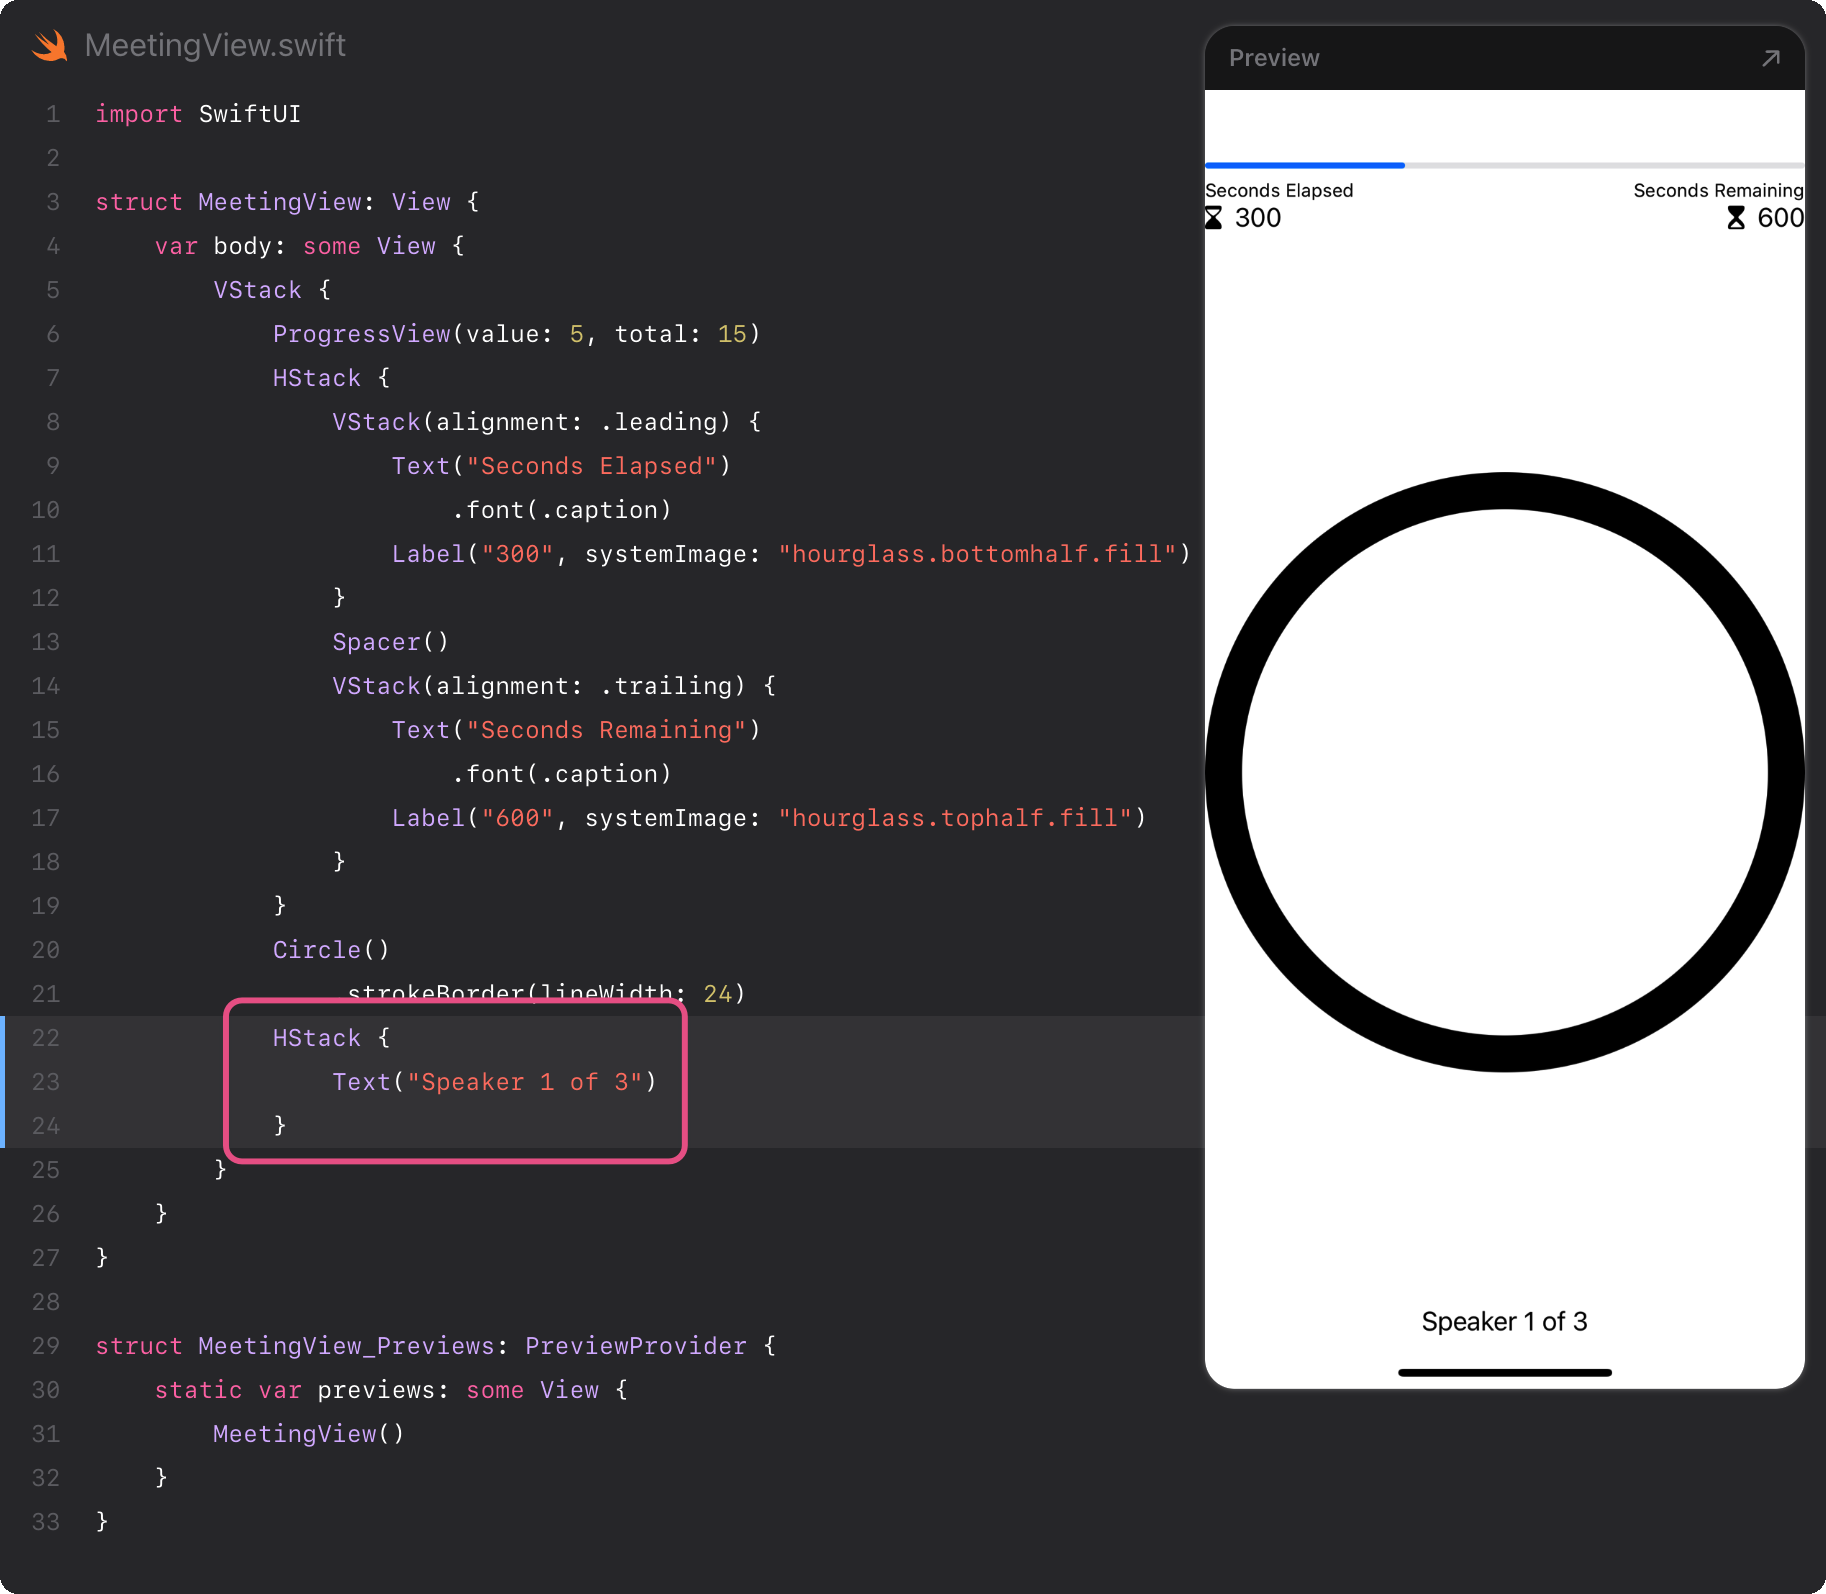 MeetingView.swift
1 import SwiftUI
2
3 struct MeetingView: View {
4 var body: some View {
5 VStack {
6 ProgressView(value: 5, total: 15)
7 HStack {
8 VStack(alignment: .leading) {
9 Text("Seconds Elapsed")
10 .font(.caption)
11 Label("300", systemImage: "hourglass.bottomhalf.fill")
12 }
13 Spacer()
14 VStack(alignment: .trailing) {
15 Text("Seconds Remaining")
16 .font(.caption)
17 Label("600", systemImage: "hourglass.tophalf.fill")
18 }
19 }
20 Circle()
21 .strokeBorder(lineWidth: 24)
22 HStack {
23 Text("Speaker 1 of 3")
24 }
25 }
26 }
27 }
28
29 struct MeetingView_Previews: PreviewProvider {
30 static var previews: some View {
31 MeetingView()
32 }
33 }
Preview
Seconds Elapsed
Seconds Remaining
300
600
Speaker 1 of 3